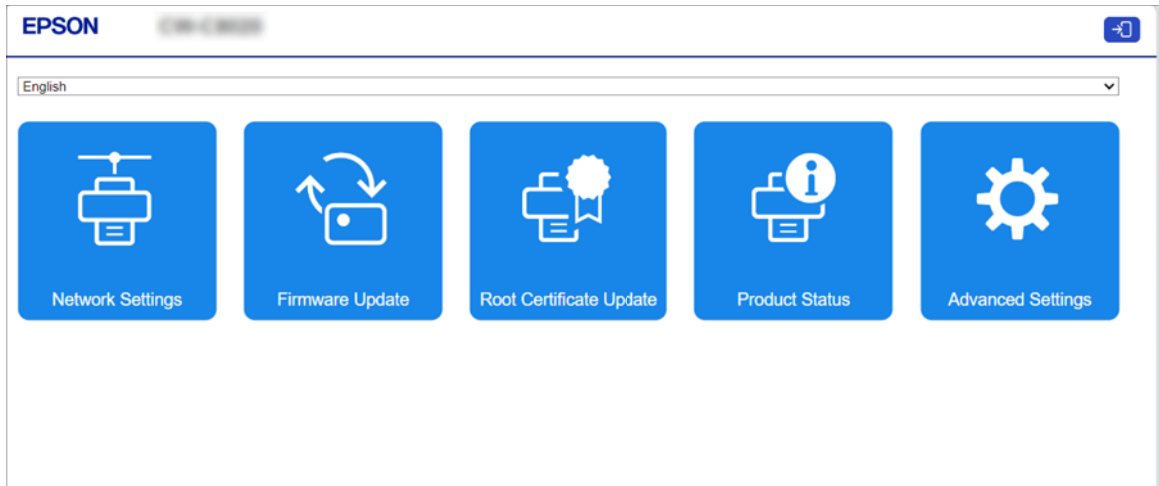 EPSON
English
Network Settings
Firmware Update
Root Certificate Update
Product Status
Advanced Settings